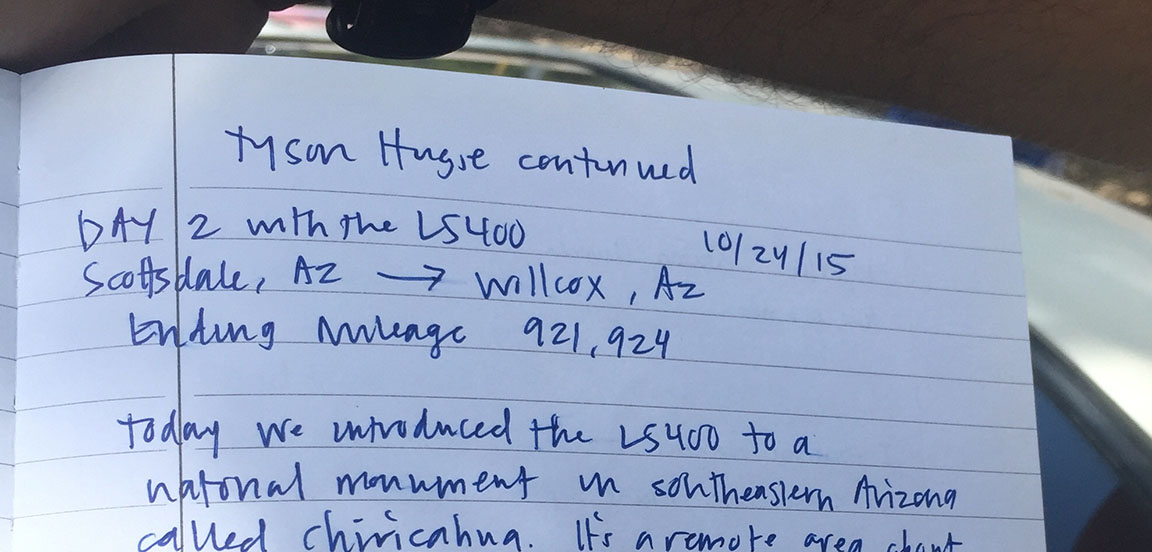 Tyson Hugie continued
DAY 2 with the LS400 10/24/15
Scottsdale, AZ → Willcox, AZ
Ending Mileage 921,924
Today we introduced the LS400 to a
national monument in southeastern Arizona
called Chiricahua. It's a remote area about